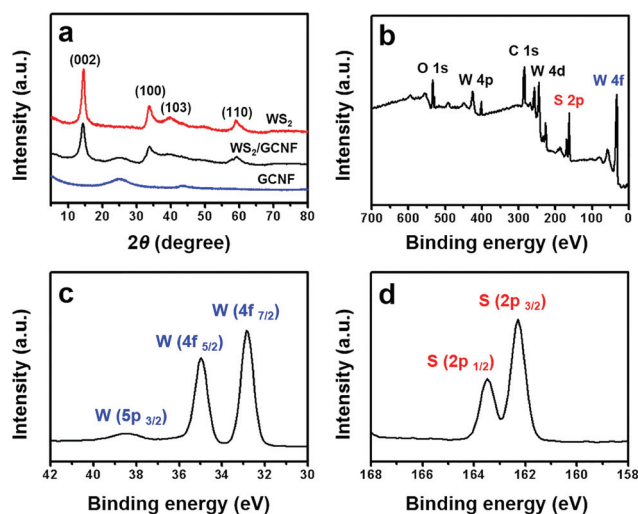 a
(002)
(100)
(103)
(110)
WS2
WS2/GCNF
GCNF
Intensity (a.u.)
5 10 20 30 40 50 60 70 80
2θ (degree)
b
O 1s
W 4p
C 1s
W 4d
S 2p
W 4f
Intensity (a.u.)
700 600 500 400 300 200 100 0
Binding energy (eV)
c
W (4f 7/2)
W (4f 5/2)
W (5p 3/2)
Intensity (a.u.)
42 40 38 36 34 32 30
Binding energy (eV)
d
S (2p 3/2)
S (2p 1/2)
Intensity (a.u.)
168 166 164 162 160 158
Binding energy (eV)